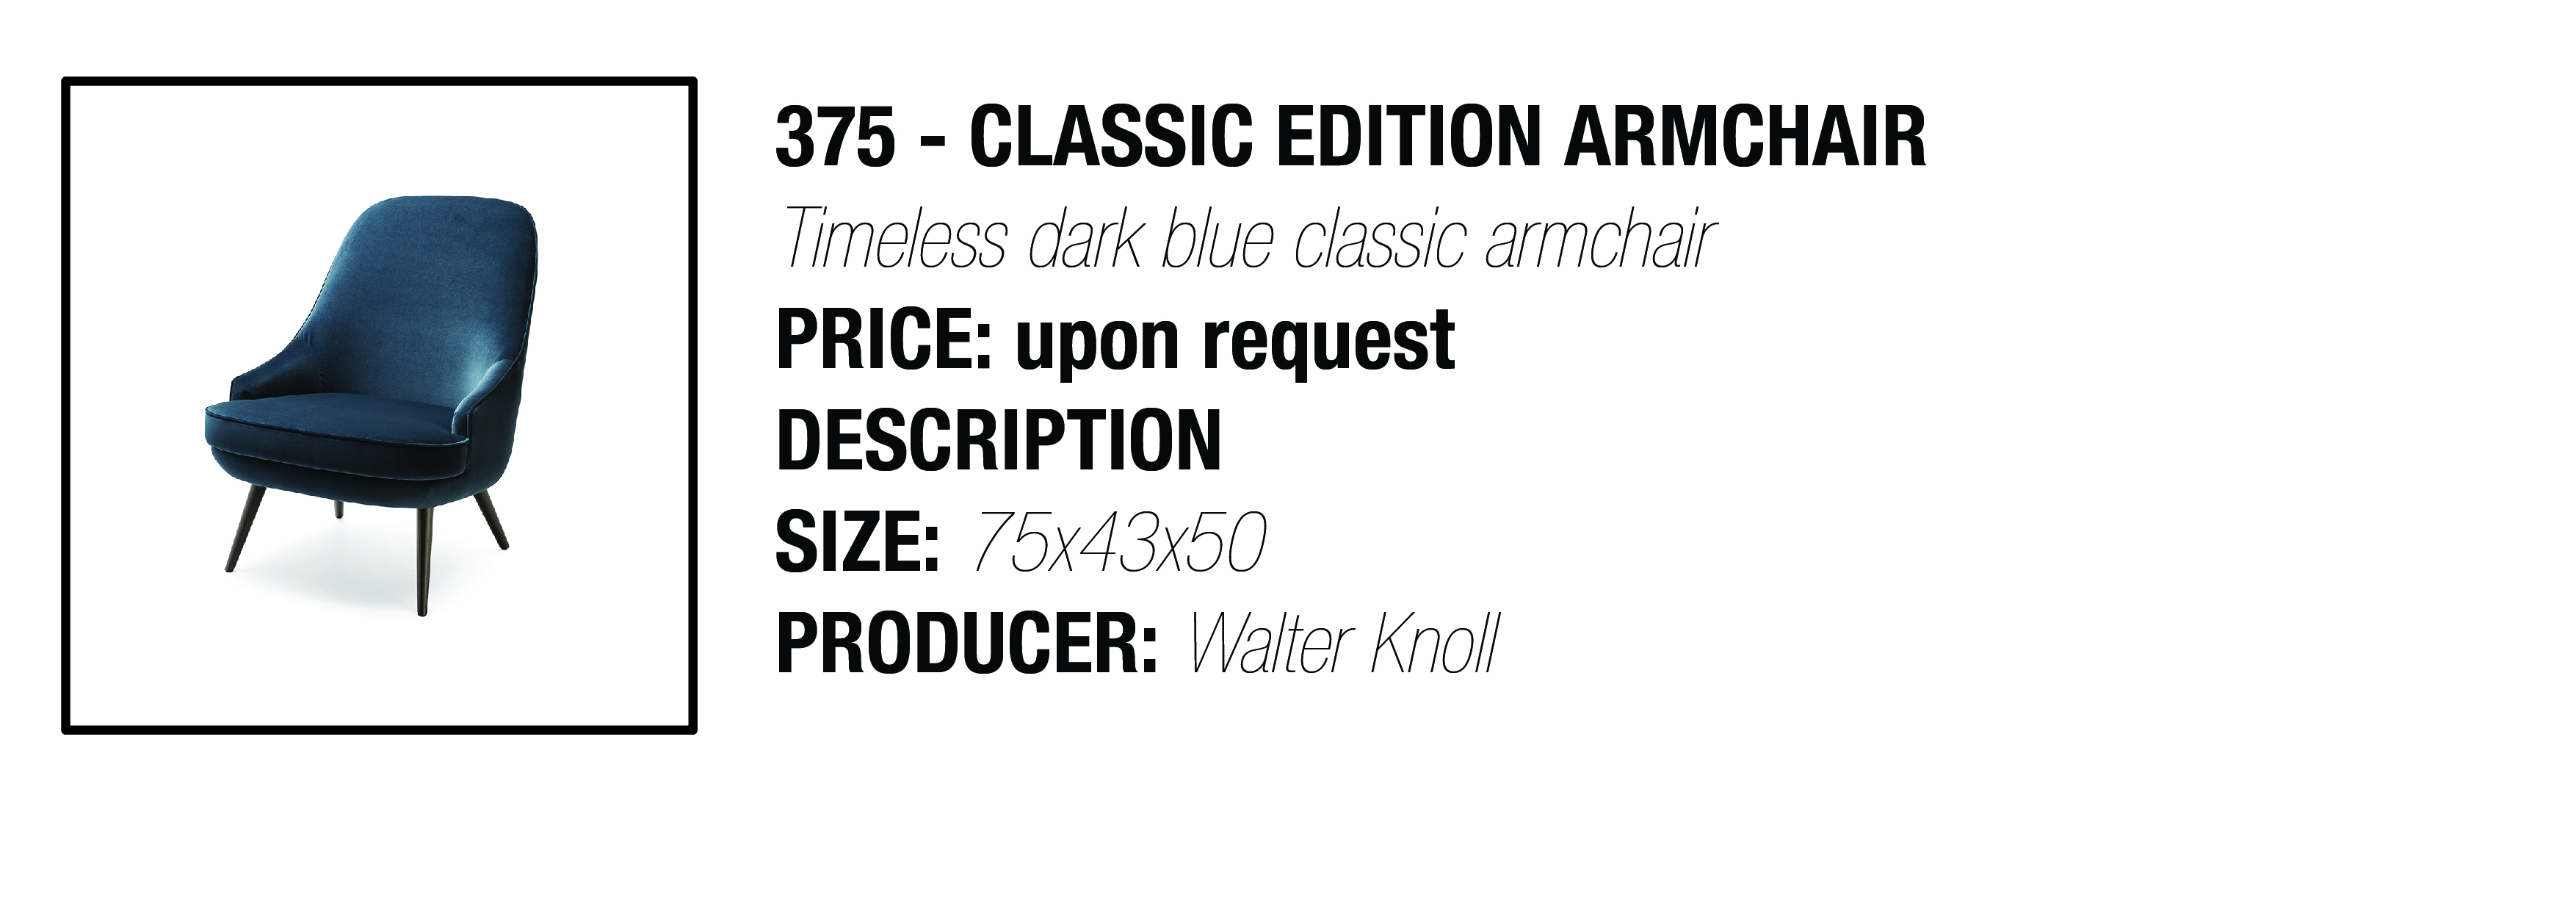 375 - CLASSIC EDITION ARMCHAIR
Timeless dark blue classic armchair
PRICE: upon request
DESCRIPTION
SIZE: 75x43x50
PRODUCER: Walter Knoll